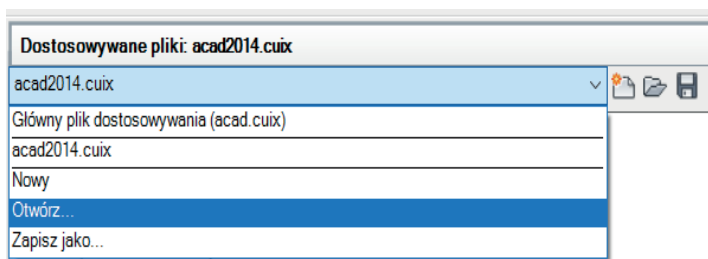 Dostosowywane pliki: acad2014.cuix
acad2014.cuix
Główny plik dostosowywania (acad.cuix)
acad2014.cuix
Nowy
Otwórz...
Zapisz jako...